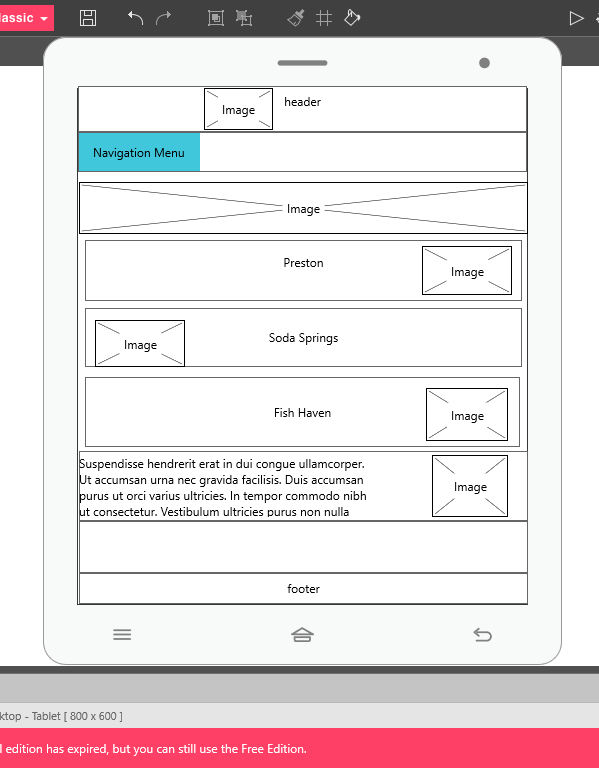 lassic
Image
header
Navigation Menu
Image
Preston
Image
Image
Soda Springs
Fish Haven
Image
Suspendisse hendrerit erat in dui congue ullamcorper.
Ut accumsan urna nec gravida facilisis. Duis accumsan
purus ut orci varius ultricies. In tempor commodo nibh
ut consectetur. Vestibulum ultricies purus non nulla
Image
footer
ktop - Tablet [ 800 x 600 ]
l edition has expired, but you can still use the Free Edition.